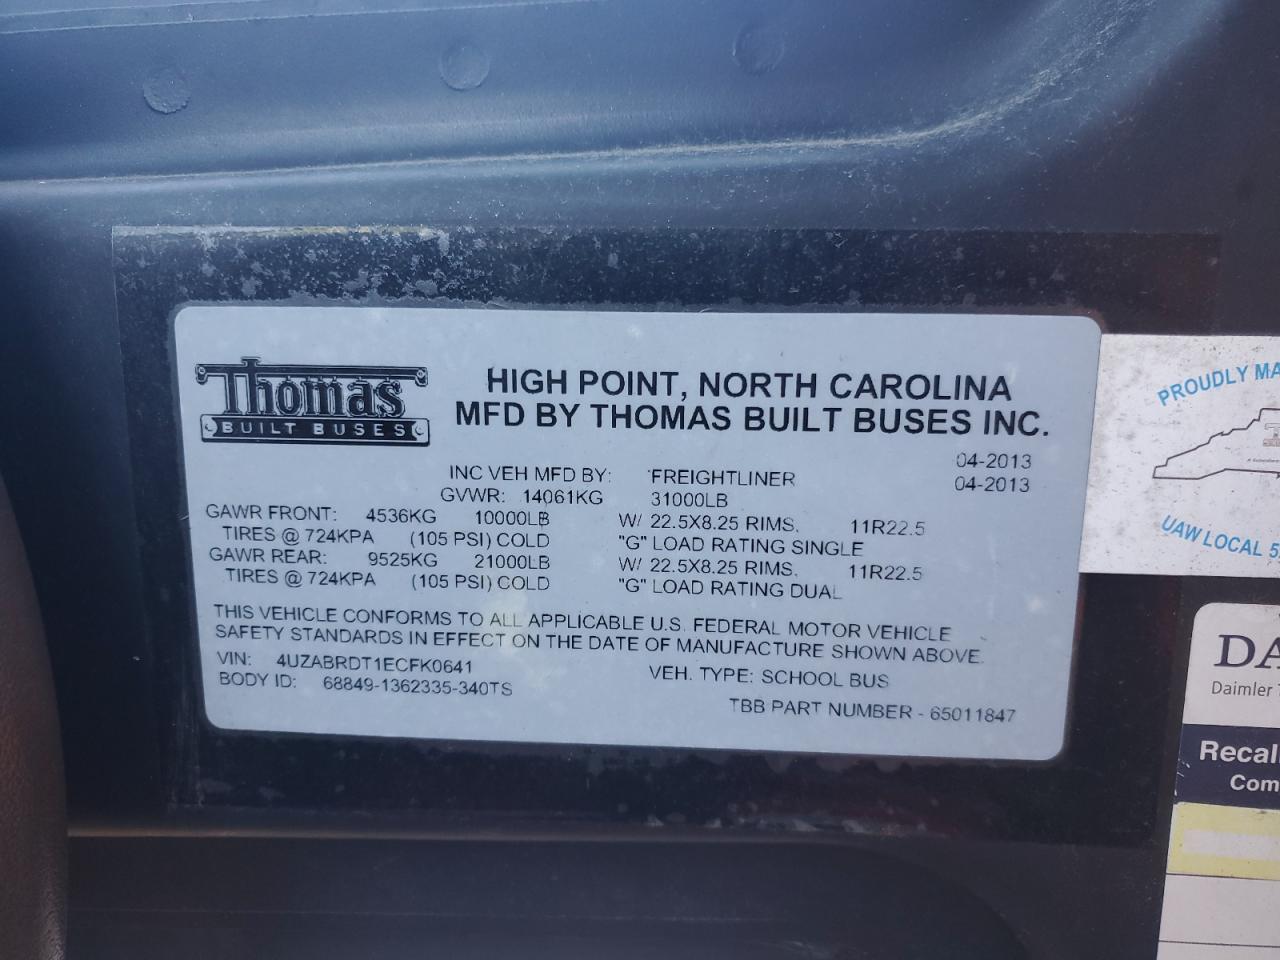 Thomas
BUILT BUSES
HIGH POINT, NORTH CAROLINA
MFD BY THOMAS BUILT BUSES INC.
04-2013
INC VEH MFD BY: FREIGHTLINER 04-2013
GVWR: 14061KG 31000LB
GAWR FRONT: 4536KG 10000LB W/ 22.5X8.25 RIMS. 11R22.5
TIRES @ 724KPA (105 PSI) COLD "G" LOAD RATING SINGLE
GAWR REAR: 9525KG 21000LB W/ 22.5X8.25 RIMS. 11R22.5
TIRES @ 724KPA (105 PSI) COLD "G" LOAD RATING DUAL
THIS VEHICLE CONFORMS TO ALL APPLICABLE U.S. FEDERAL MOTOR VEHICLE
SAFETY STANDARDS IN EFFECT ON THE DATE OF MANUFACTURE SHOWN ABOVE.
VIN: 4UZABRDT1ECFK0641 VEH. TYPE: SCHOOL BUS
BODY ID: 68849-1362335-340TS
TBB PART NUMBER - 65011847
PROUDLY MA
UAW LOCAL 5
DA
Daimler
Recal
Com